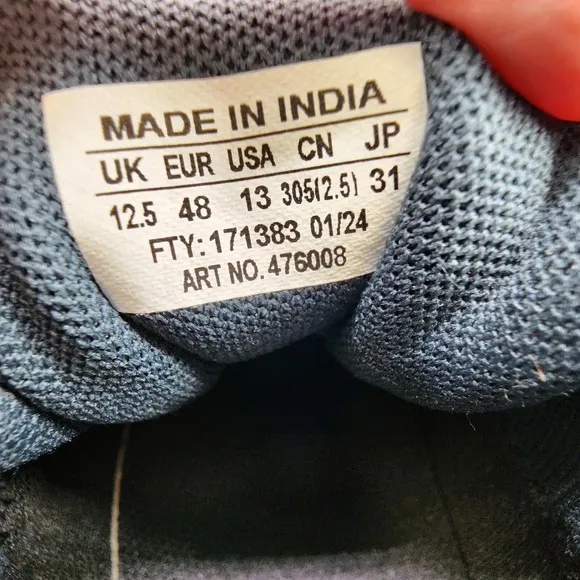 MADE IN INDIA
UK EUR USA CN JP
12.5 48 13 305(2.5) 31
FTY: 171383 01/24
ART NO. 476008